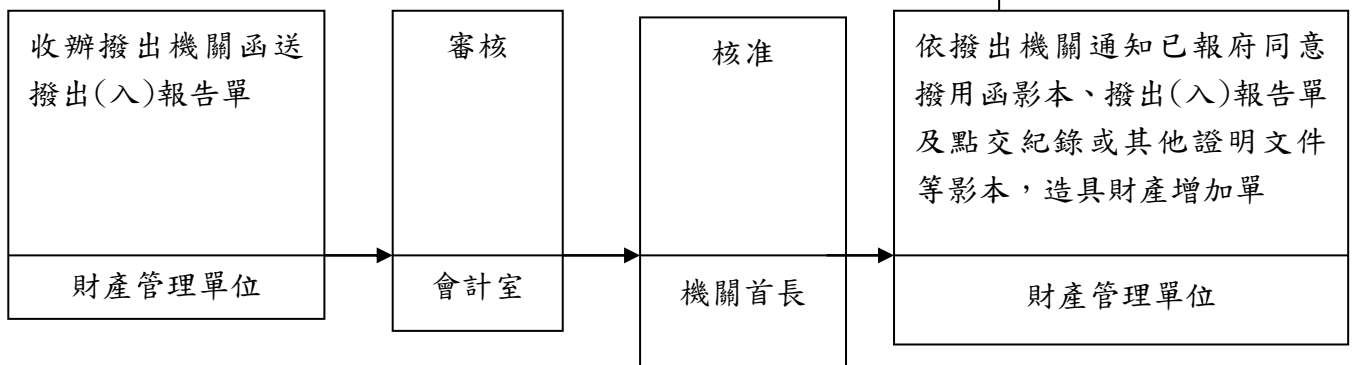 收辦撥出機關函送
撥出(入)報告單
財產管理單位
審核
會計室
核准
機關首長
依撥出機關通知已報府同意
撥用函影本、撥出(入)報告單
及點交紀錄或其他證明文件
等影本，造具財產增加單
財產管理單位